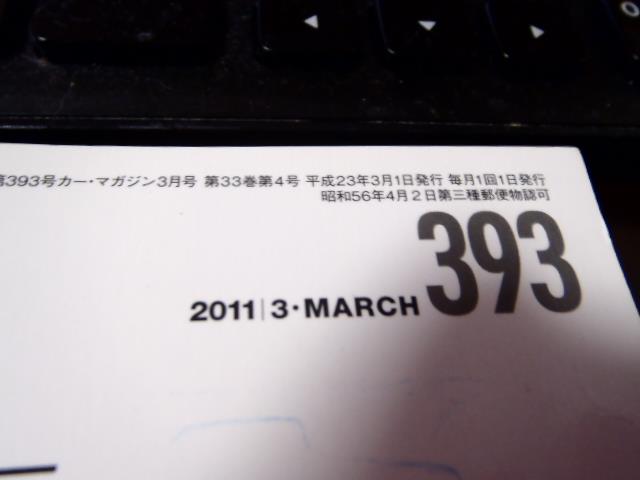 第393号カー・マガジン3月号 第33巻第4号 平成23年3月1日発行 毎月1回1日発行
昭和56年4月2日第三種郵便物認可
393
2011|3・MARCH